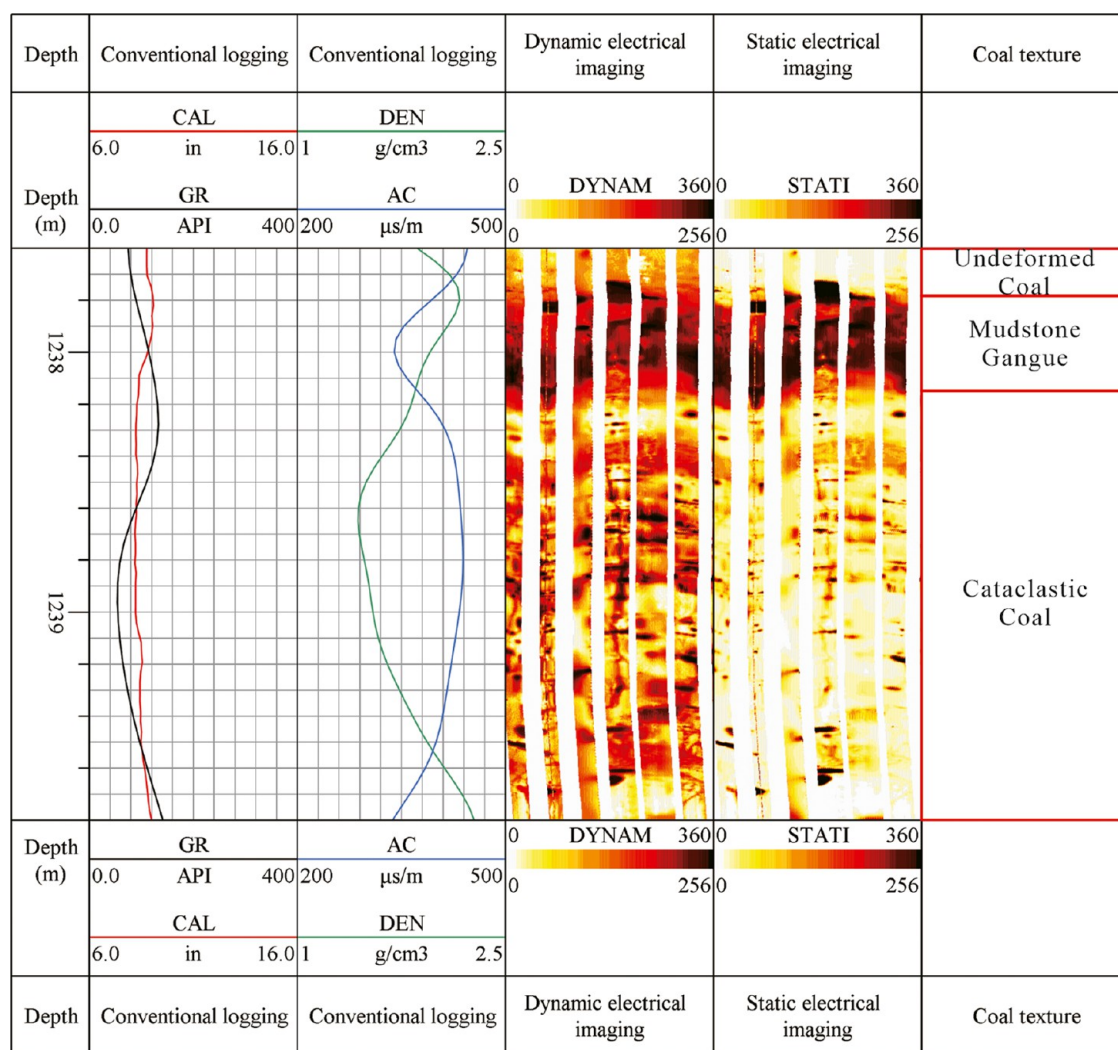 Depth
Conventional logging
Conventional logging
Dynamic electrical
imaging
Static electrical
imaging
Coal texture
Depth
(m)
CAL
6.0 in 16.0
GR
0.0 API 400
DEN
1 g/cm3 2.5
AC
200 μs/m 500
0 DYNAM 360
0 256
0 STATI 360
0 256
1238
1239
Undeformed
Coal
Mudstone
Gangue
Cataclastic
Coal
Depth
(m)
GR
0.0 API 400
CAL
6.0 in 16.0
AC
200 μs/m 500
DEN
1 g/cm3 2.5
0 DYNAM 360
0 256
0 STATI 360
0 256
Depth
Conventional logging
Conventional logging
Dynamic electrical
imaging
Static electrical
imaging
Coal texture